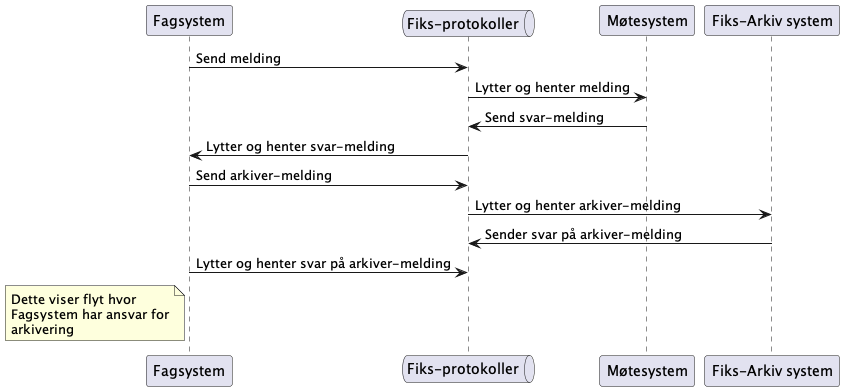 Fagsystem
Fiks-protokoller
Møtesystem
Fiks-Arkiv system
Send melding
Lytter og henter melding
Send svar-melding
Lytter og henter svar-melding
Send arkiver-melding
Lytter og henter arkiver-melding
Sender svar på arkiver-melding
Lytter og henter svar på arkiver-melding
Dette viser flyt hvor
Fagsystem har ansvar for
arkivering
Fagsystem
Fiks-protokoller
Møtesystem
Fiks-Arkiv system